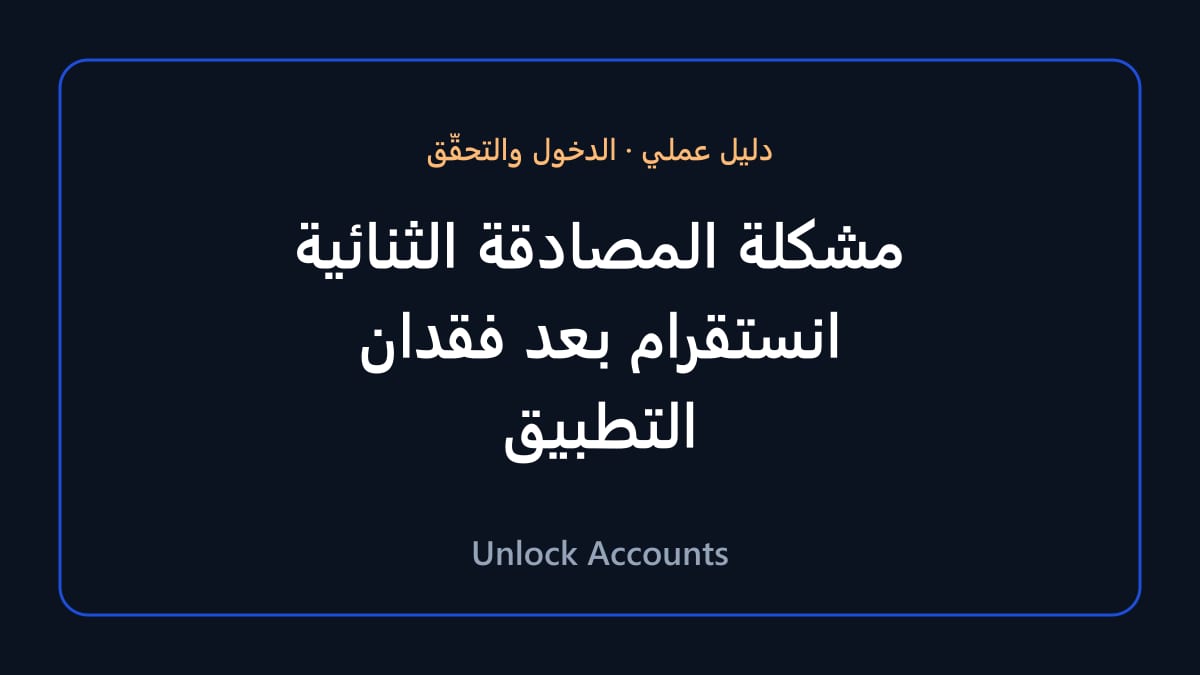 دليل عملي · الدخول والتحقّق
مشكلة المصادقة الثنائية
انستقرام بعد فقدان
التطبيق
Unlock Accounts